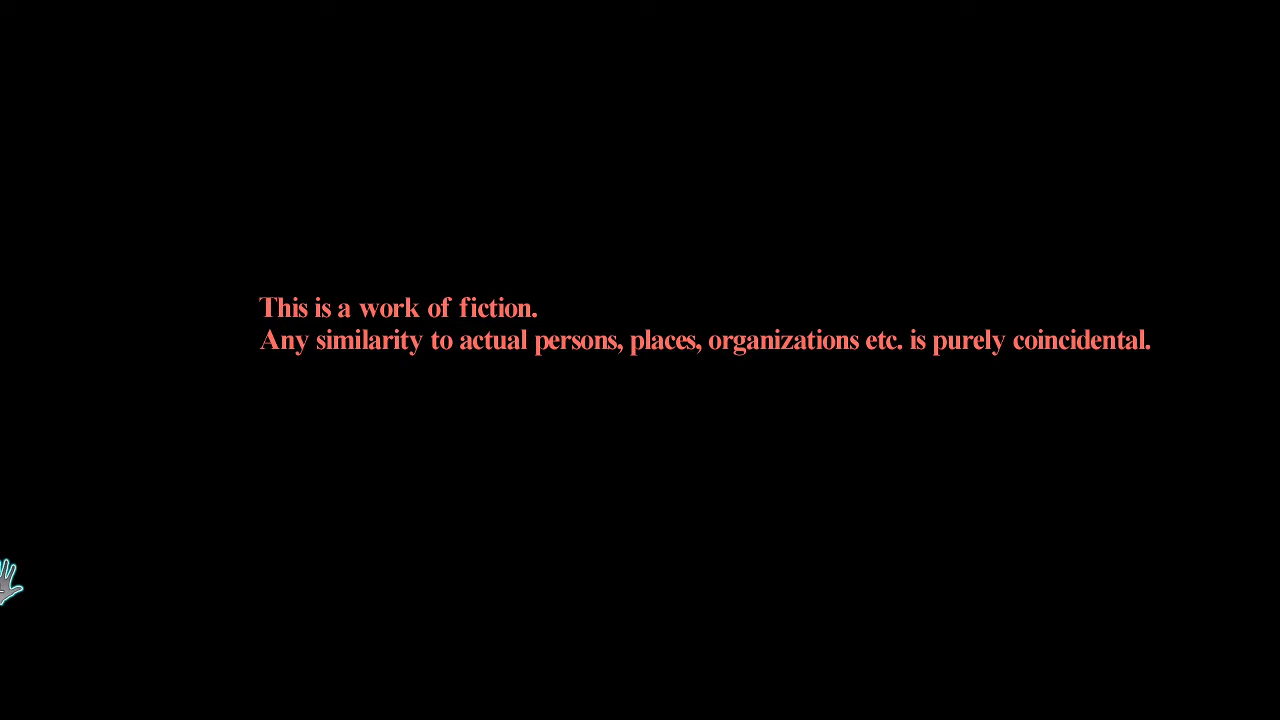 This is a work of fiction.
Any similarity to actual persons, places, organizations etc. is purely coincidental.